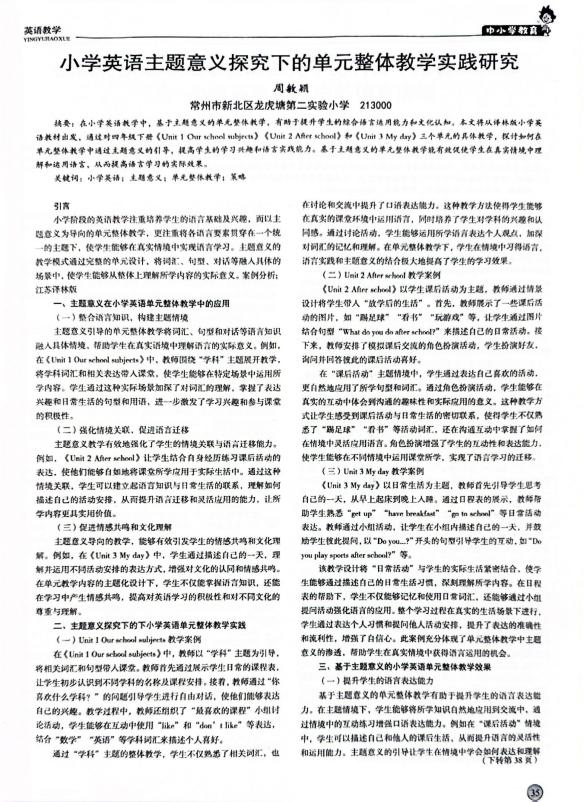 英语教学
YINGYUJIAOXUE
中小学教育
小学英语主题意义探究下的单元整体教学实践研究
周敏颖
常州市新北区龙虎塘第二实验小学 213000
摘要：在小学英语教学中，基于主题意义的单元整体教学，有助于提升学生的综合语言运用能力和文化认知。本文将从译林版小学英
语教材出发，通过对四年级下册《Unit 1 Our school subjects》《Unit 2 After school》和《Unit 3 My day》三个单元的具体教学，探讨如何在
单元整体教学中通过主题意义的引导，提高学生的学习兴趣和语言实践能力。基于主题意义的单元整体教学能有效促使学生在真实情境中理
解和运用语言，从而提高语言学习的实际效果。
关键词：小学英语；主题意义；单元整体教学；策略
引言
小学阶段的英语教学注重培养学生的语言基础及兴趣，而以主
题意义为导向的单元整体教学，更注重将各语言要素贯穿在一个统
一的主题下，使学生能够在真实情境中实现语言学习。主题意义的
教学模式通过完整的单元设计，将词汇、句型、对话等融入具体的
场景中，使学生能够从整体上理解所学内容的实际意义。案例分析：
江苏译林版
一、主题意义在小学英语单元整体教学中的应用
（一）整合语言知识，构建主题情境
主题意义引导的单元整体教学将词汇、句型和对话等语言知识
融入具体情境，帮助学生在真实语境中理解语言的实际意义。例如，
在《Unit 1 Our school subjects》中，教师围绕“学科”主题展开教学，
将学科词汇和相关表达带入课堂，使学生能够在特定场景中运用所
学内容。学生通过这种实际场景加深了对词汇的理解，掌握了表达
兴趣和日常生活的句型和用语，进一步激发了学习兴趣和参与课堂
的积极性。
（二）强化情境关联、促进语言迁移
主题意义教学有效地强化了学生的情境关联与语言迁移能力。
例如，《Unit 2 After school》让学生结合自身经历练习课后活动的
表达，使他们能够自如地将课堂所学应用于实际生活中。通过这种
情境关联，学生可以建立起语言知识与日常生活的联系，理解如何
描述自己的活动安排，从而提升语言迁移和灵活应用的能力，让所
学内容更具实用价值。
（三）促进情感共鸣和文化理解
主题意义导向的教学，能够有效引发学生的情感共鸣和文化理
解。例如，在《Unit 3 My day》中，学生通过描述自己的一天，理
解并运用不同活动安排的表达方式，增强对文化的认同和情感共鸣。
在单元教学内容的主题化设计下，学生不仅能掌握语言知识，还能
在学习中产生情感共鸣，提高对英语学习的积极性和对不同文化的
尊重与理解。
二、主题意义探究下的下小学英语单元整体教学实践
（一）Unit 1 Our school subjects 教学案例
在《Unit 1 Our school subjects》中，教师以“学科”主题为引导，
将相关词汇和句型带入课堂。教师首先通过展示学生日常的课程表，
让学生初步认识到不同学科的名称及课程安排。接着，教师通过“你
喜欢什么学科？”的问题引导学生进行自由对话，使他们能够表达
自己的兴趣。教学过程中，教师还组织了“最喜欢的课程”小组讨
论活动，学生能够在互动中使用“like”和“don’t like”等表达，
结合“数学”“英语”等学科词汇来描述个人喜好。
通过“学科”主题的整体教学，学生不仅熟悉了相关词汇，也
在讨论和交流中提升了口语表达能力。这种教学方法使得学生能够
在真实的课堂环境中运用语言，同时培养了学生对学科的兴趣和认
同感。通过讨论活动，学生能够运用所学语言表达个人观点，加深
对词汇的记忆和理解。在单元整体教学下，学生在情境中习得语言，
语言实践和主题意义的结合极大地提高了学生的学习效果。
（二）Unit 2 After school 教学案例
《Unit 2 After school》以学生课后活动为主题，教师通过情景
设计将学生带入“放学后的生活”。首先，教师展示了一些课后活
动的图片，如“踢足球”“看书”“玩游戏”等，让学生通过图片
结合句型“What do you do after school?”来描述自己的日常活动。接
下来，教师安排了模拟课后交流的角色扮演活动，学生扮演好友，
询问并回答彼此的课后活动喜好。
在“课后活动”主题情境中，学生通过表达自己喜欢的活动，
更自然地应用了所学句型和词汇。通过角色扮演活动，学生能够在
真实的互动中体会到沟通的趣味性和实际应用的意义。这种教学方
式让学生感受到课后活动与日常生活的密切联系，使得学生不仅熟
悉了“踢足球”“看书”等活动词汇，还在沟通互动中掌握了如何
在情境中灵活应用语言。角色扮演增强了学生的互动性和表达能力，
使学生能够在不同情境中运用课堂所学，实现了语言学习的迁移。
（三）Unit 3 My day 教学案例
《Unit 3 My day》以日常生活为主题，教师首先引导学生思考
自己的一天，从早上起床到晚上入睡。通过日程表的展示，教师帮
助学生熟悉“get up”“have breakfast”“go to school”等日常活动
表达。教师通过小组活动，让学生在小组内描述自己的一天，并鼓
励学生彼此提问，以“Do you...?”开头的句型引导学生的互动，如“Do
you play sports after school?”等。
该教学设计将“日常活动”与学生的实际生活紧密结合，使学
生能够通过描述自己的日常生活习惯，深刻理解所学内容。在日程
表的帮助下，学生不仅能够记忆和使用日常词汇，还能够通过小组
提问活动强化语言的应用。整个学习过程在真实的生活场景下进行，
学生通过表达个人习惯和提问他人活动安排，提升了表达的准确性
和流利性，增强了自信心。此案例充分体现了单元整体教学中主题
意义的渗透，帮助学生在真实情境中获得语言运用的机会。
三、基于主题意义的小学英语单元整体教学效果
（一）提升学生的语言表达能力
基于主题意义的单元整体教学有助于提升学生的语言表达能
力。在主题情境下，学生能够将所学知识自然地应用到交流中，通
过情境中的互动练习增强口语表达能力。例如在“课后活动”情境
中，学生可以描述自己和他人的课后生活，从而提升语言的灵活性
和运用能力。主题意义的引导让学生在情境中学会如何表达和理解
（下转第 38 页）
35